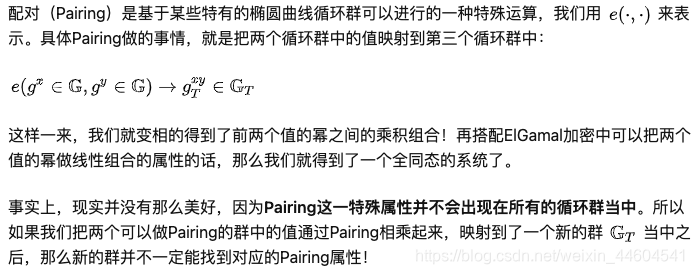 配对（Pairing）是基于某些特有的椭圆曲线循环群可以进行的一种特殊运算，我们用 e(·,·) 来表
示。具体Pairing做的事情，就是把两个循环群中的值映射到第三个循环群中：
e(g^x ∈ 𝔾, g^y ∈ 𝔾) → g_T^{xy} ∈ 𝔾_T
这样一来，我们就变相的得到了前两个值的幂之间的乘积组合！再搭配ElGamal加密中可以把两个
值的幂做线性组合的属性的话，那么我们就得到了一个全同态的系统了。
事实上，现实并没有那么美好，因为Pairing这一特殊属性并不会出现在所有的循环群当中。所以
如果我们把两个可以做Pairing的群中的值通过Pairing相乘起来，映射到了一个新的群 𝔾_T 当中之
后，那么新的群并不一定能找到对应的Pairing属性！
https://blog.csdn.net/weixin_44604541